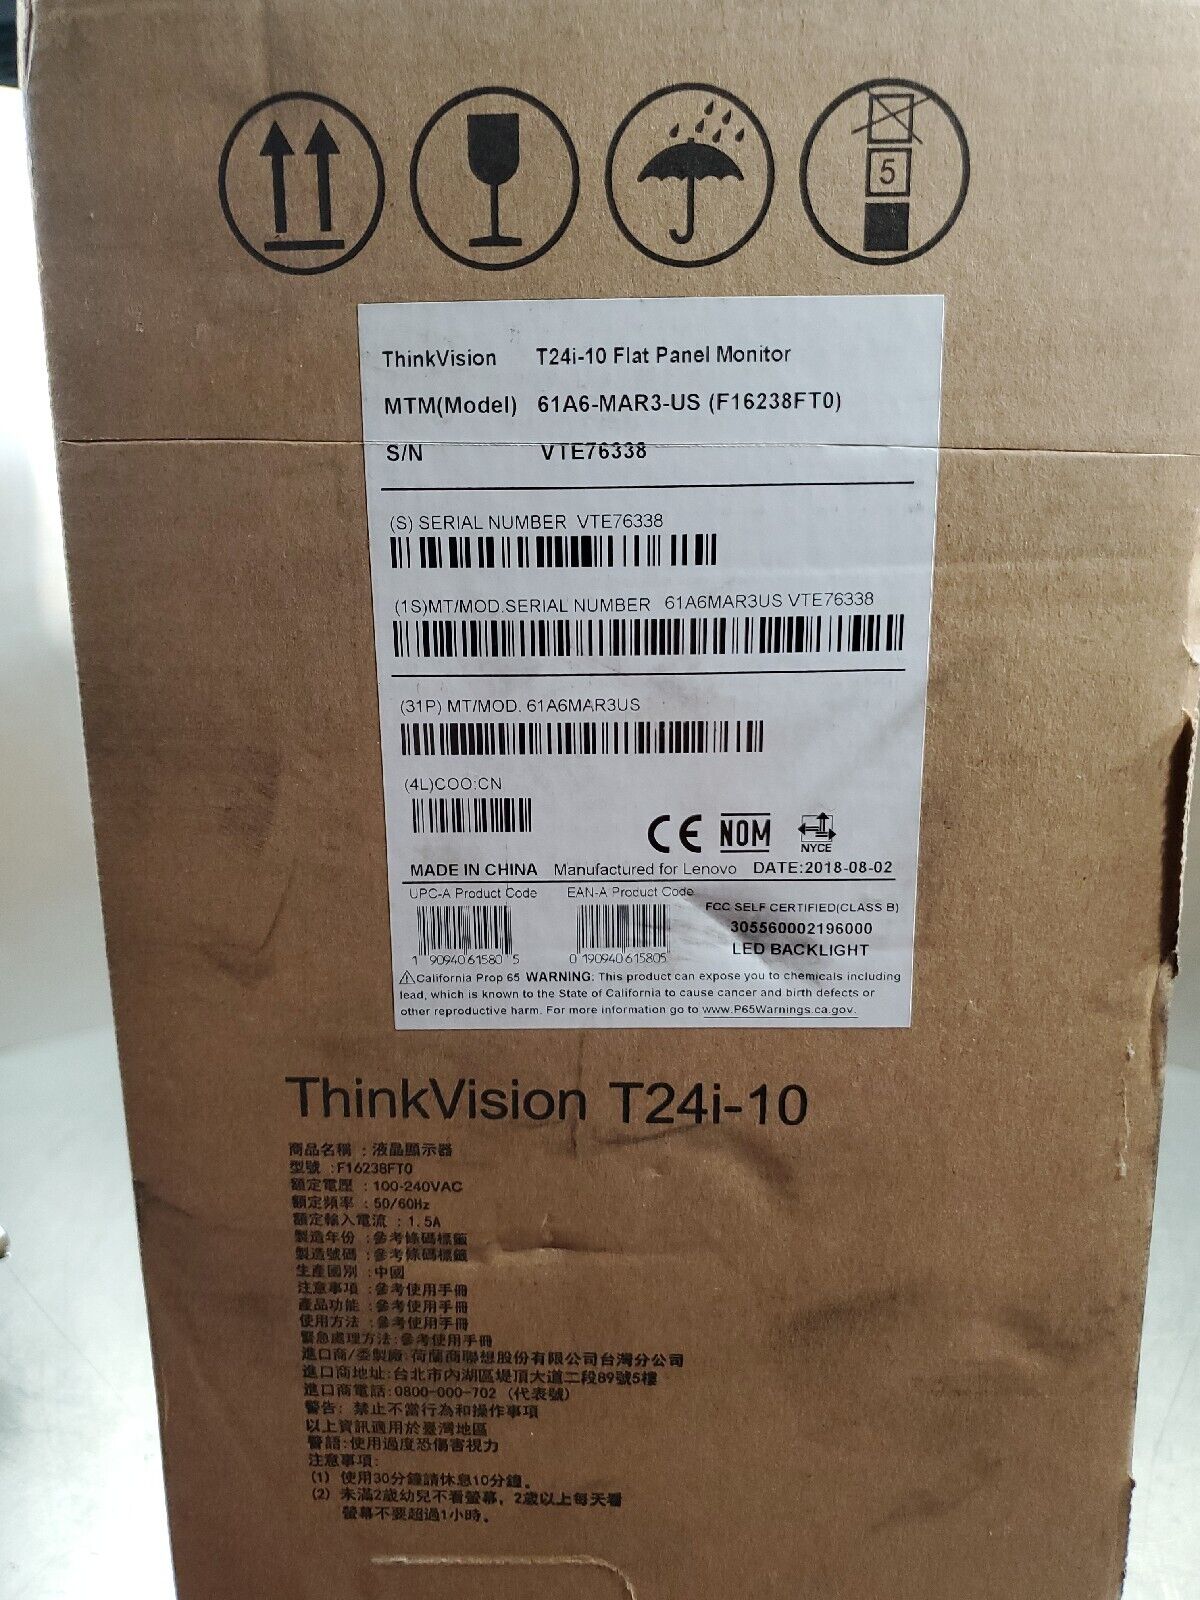 5
ThinkVision T24i-10 Flat Panel Monitor
MTM(Model) 61A6-MAR3-US (F16238FT0)
S/N VTE76338
(S) SERIAL NUMBER VTE76338
(1S)MT/MOD.SERIAL NUMBER 61A6MAR3US VTE76338
(31P) MT/MOD. 61A6MAR3US
(4L)COO:CN
CE NOM NYCE
MADE IN CHINA Manufactured for Lenovo DATE:2018-08-02
UPC-A Product Code EAN-A Product Code
FCC SELF CERTIFIED(CLASS B)
305560002196000
LED BACKLIGHT
1 90940 61580 5 0 190940 615805
⚠California Prop 65 WARNING: This product can expose you to chemicals including
lead, which is known to the State of California to cause cancer and birth defects or
other reproductive harm. For more information go to www.P65Warnings.ca.gov.
ThinkVision T24i-10
商品名稱：液晶顯示器
型號：F16238FT0
額定電壓：100-240VAC
額定頻率：50/60Hz
額定輸入電流：1.5A
製造年份：參考條碼標籤
製造號碼：參考條碼標籤
生產國別：中國
注意事項：參考使用手冊
產品功能：參考使用手冊
使用方法：參考使用手冊
緊急處理方法：參考使用手冊
進口商/委製廠：荷蘭商聯想股份有限公司台灣分公司
進口商地址：台北市內湖區堤頂大道二段89號5樓
進口商電話：0800-000-702（代表號）
警告：禁止不當行為和操作事項
以上資訊適用於臺灣地區
警語：使用過度恐傷害視力
注意事項：
(1) 使用30分鐘請休息10分鐘。
(2) 未滿2歲幼兒不看螢幕，2歲以上每天看
螢幕不要超過1小時。